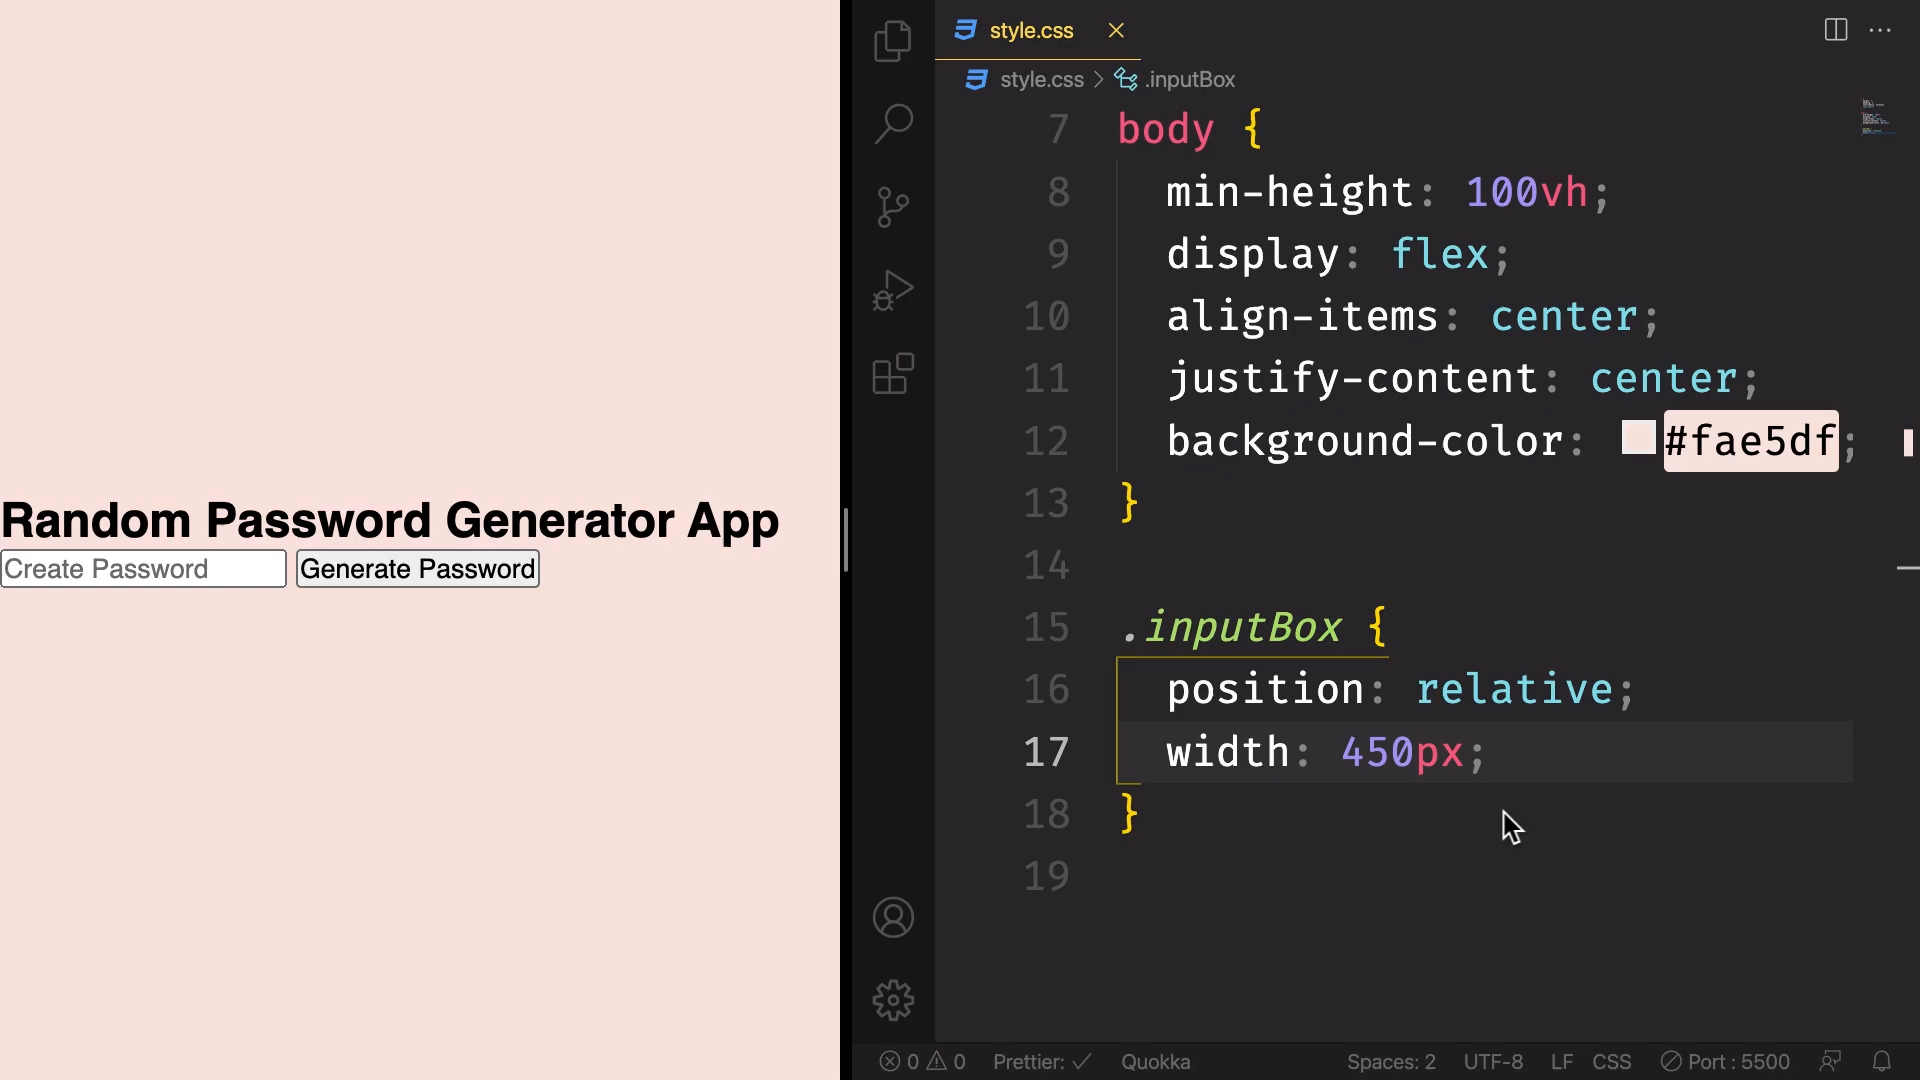 Random Password Generator App
Create Password
Generate Password
style.css
style.css > .inputBox
7 body {
8 min-height: 100vh;
9 display: flex;
10 align-items: center;
11 justify-content: center;
12 background-color: #fae5df;
13 }
14
15 .inputBox {
16 position: relative;
17 width: 450px;
18 }
19
0 0 Prettier: ✓ Quokka Spaces: 2 UTF-8 LF CSS Port : 5500